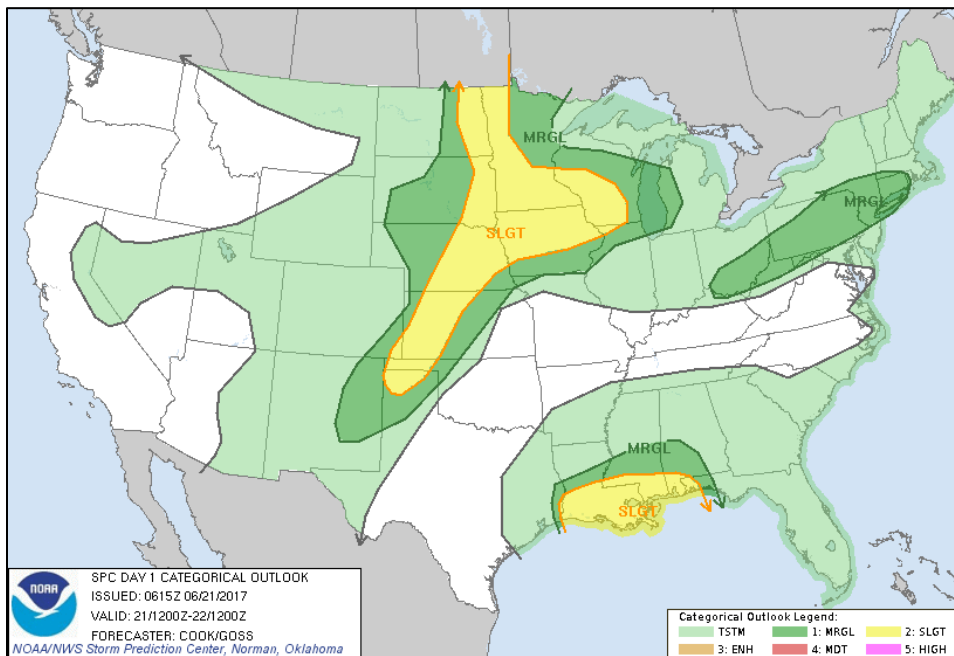 MRGL
MRGL
SLGT
MRGL
SLGT
NOAA
SPC DAY 1 CATEGORICAL OUTLOOK
ISSUED: 0615Z 06/21/2017
VALID: 21/1200Z-22/1200Z
FORECASTER: COOK/GOSS
NOAA/NWS Storm Prediction Center, Norman, Oklahoma
Categorical Outlook Legend:
TSTM 1: MRGL 2: SLGT
3: ENH 4: MDT 5: HIGH